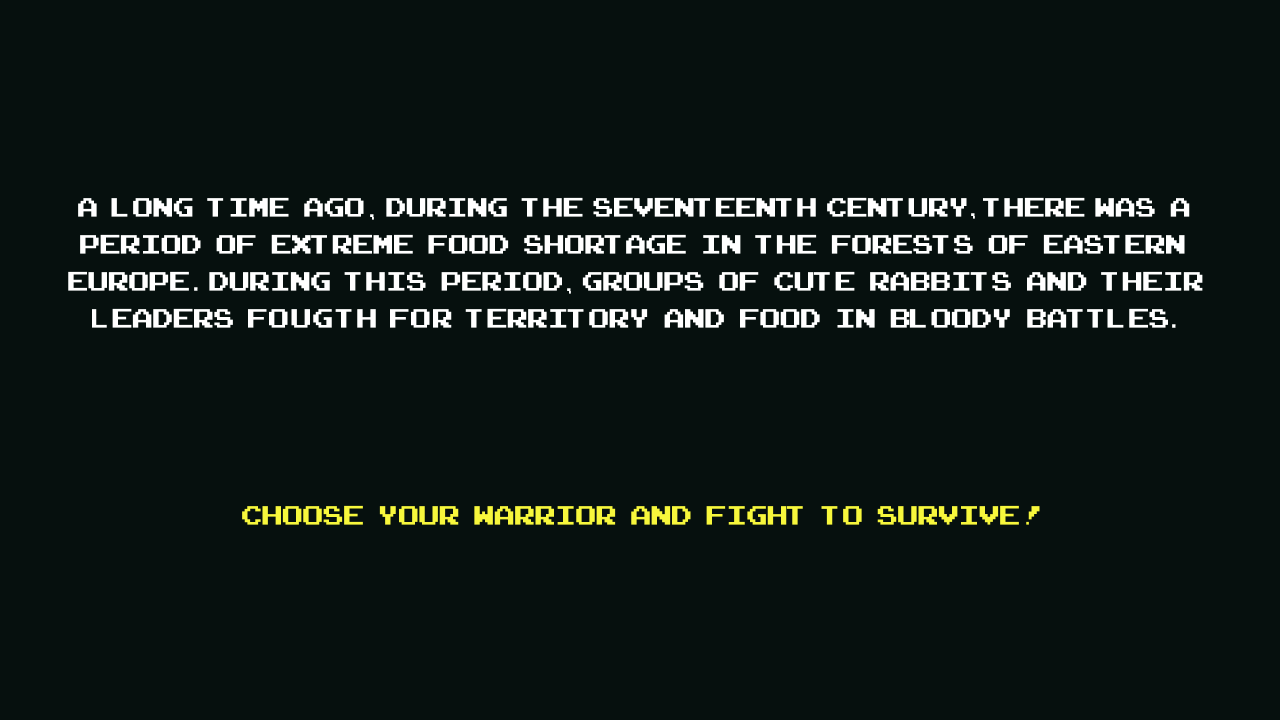 A LONG TIME AGO, DURING THE SEVENTEENTH CENTURY, THERE WAS A
PERIOD OF EXTREME FOOD SHORTAGE IN THE FORESTS OF EASTERN
EUROPE. DURING THIS PERIOD, GROUPS OF CUTE RABBITS AND THEIR
LEADERS FOUGTH FOR TERRITORY AND FOOD IN BLOODY BATTLES.
CHOOSE YOUR WARRIOR AND FIGHT TO SURVIVE!